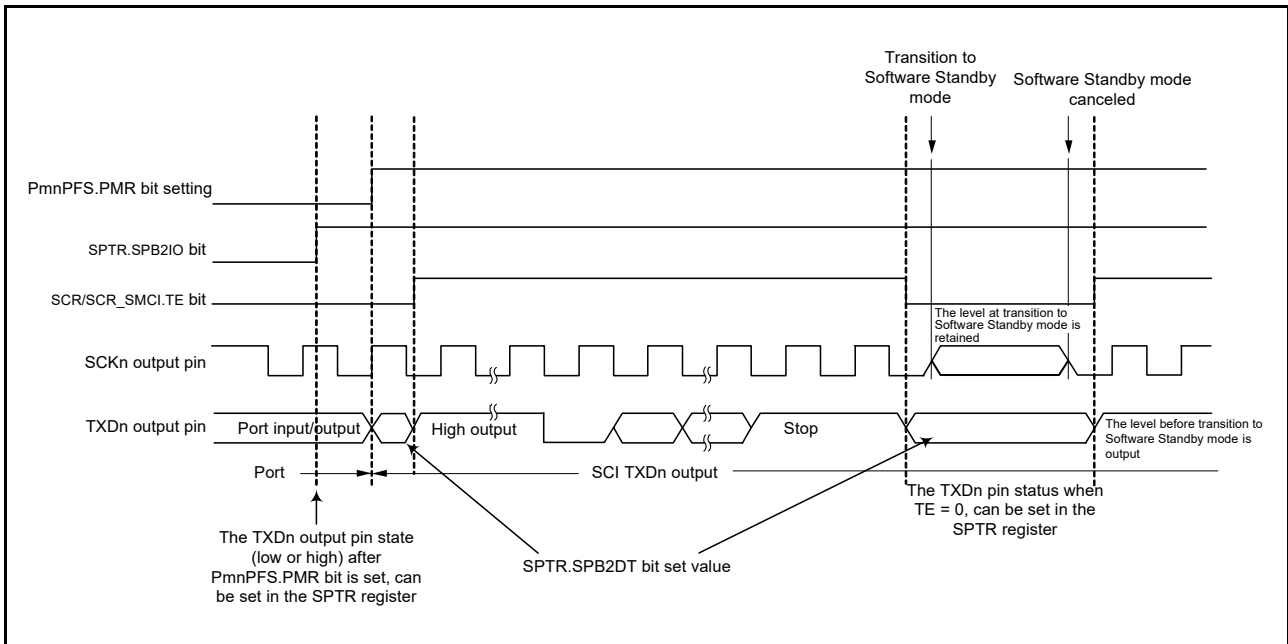 Transition to
Software Standby
mode
Software Standby mode
canceled
PmnPFS.PMR bit setting
SPTR.SPB2IO bit
SCR/SCR_SMCI.TE bit
The level at transition to
Software Standby mode is
retained
SCKn output pin
TXDn output pin
Port input/output
High output
Stop
The level before transition to
Software Standby mode is
output
Port
SCI TXDn output
The TXDn pin status when
TE = 0, can be set in the
SPTR register
The TXDn output pin state
(low or high) after
PmnPFS.PMR bit is set, can
be set in the SPTR register
SPTR.SPB2DT bit set value